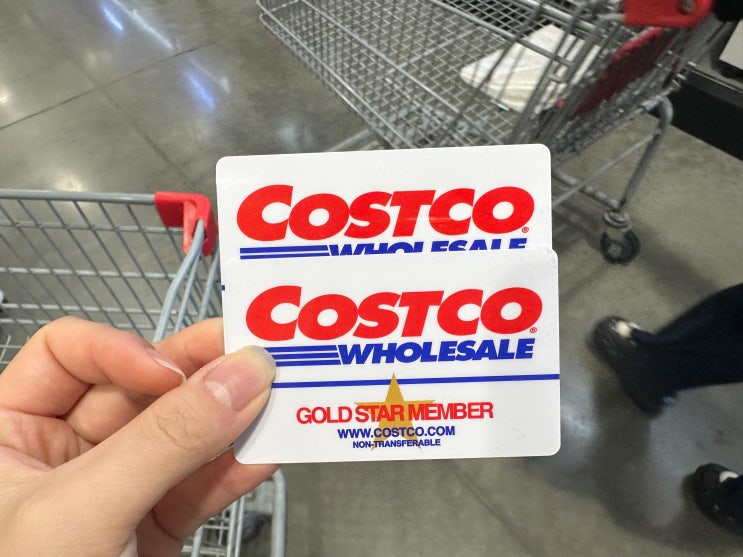 COSTCO
WHOLESALE
COSTCO
WHOLESALE
GOLD STAR MEMBER
WWW.COSTCO.COM
NON-TRANSFERABLE